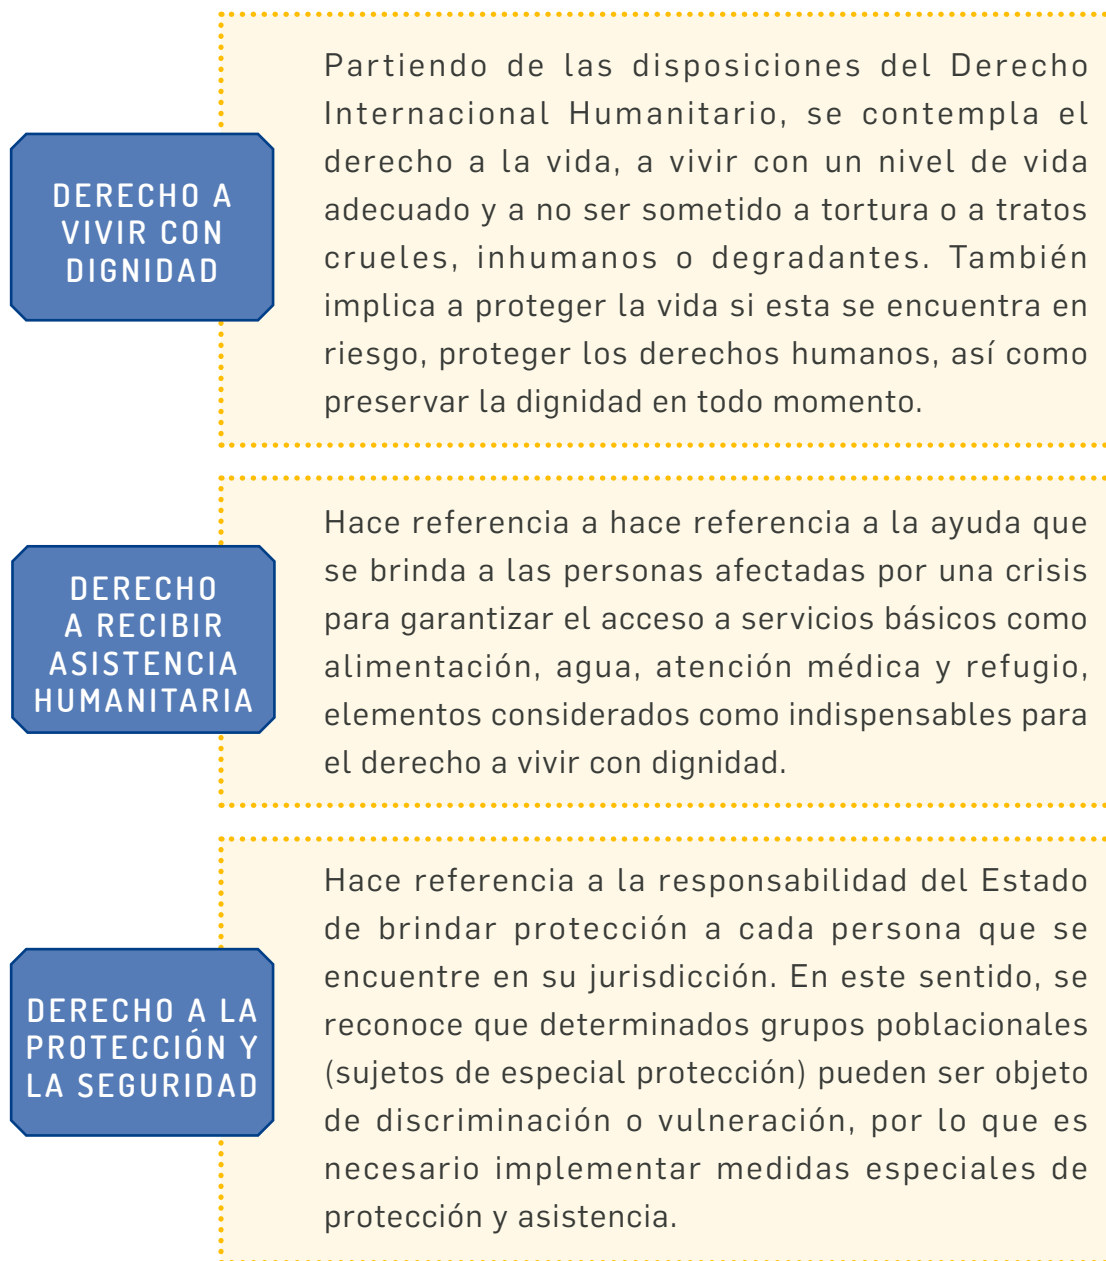 DERECHO A
VIVIR CON
DIGNIDAD
Partiendo de las disposiciones del Derecho
Internacional Humanitario, se contempla el
derecho a la vida, a vivir con un nivel de vida
adecuado y a no ser sometido a tortura o a tratos
crueles, inhumanos o degradantes. También
implica a proteger la vida si esta se encuentra en
riesgo, proteger los derechos humanos, así como
preservar la dignidad en todo momento.
DERECHO
A RECIBIR
ASISTENCIA
HUMANITARIA
Hace referencia a hace referencia a la ayuda que
se brinda a las personas afectadas por una crisis
para garantizar el acceso a servicios básicos como
alimentación, agua, atención médica y refugio,
elementos considerados como indispensables para
el derecho a vivir con dignidad.
DERECHO A LA
PROTECCIÓN Y
LA SEGURIDAD
Hace referencia a la responsabilidad del Estado
de brindar protección a cada persona que se
encuentre en su jurisdicción. En este sentido, se
reconoce que determinados grupos poblacionales
(sujetos de especial protección) pueden ser objeto
de discriminación o vulneración, por lo que es
necesario implementar medidas especiales de
protección y asistencia.